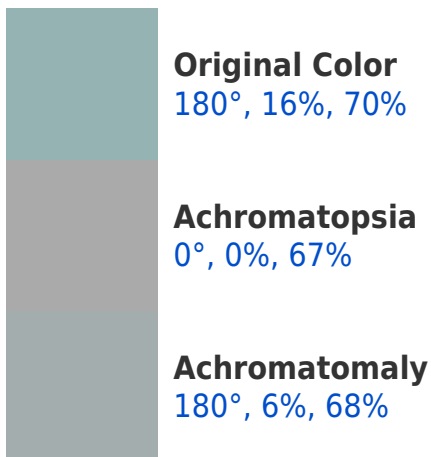 Original Color
180°, 16%, 70%
Achromatopsia
0°, 0%, 67%
Achromatomaly
180°, 6%, 68%